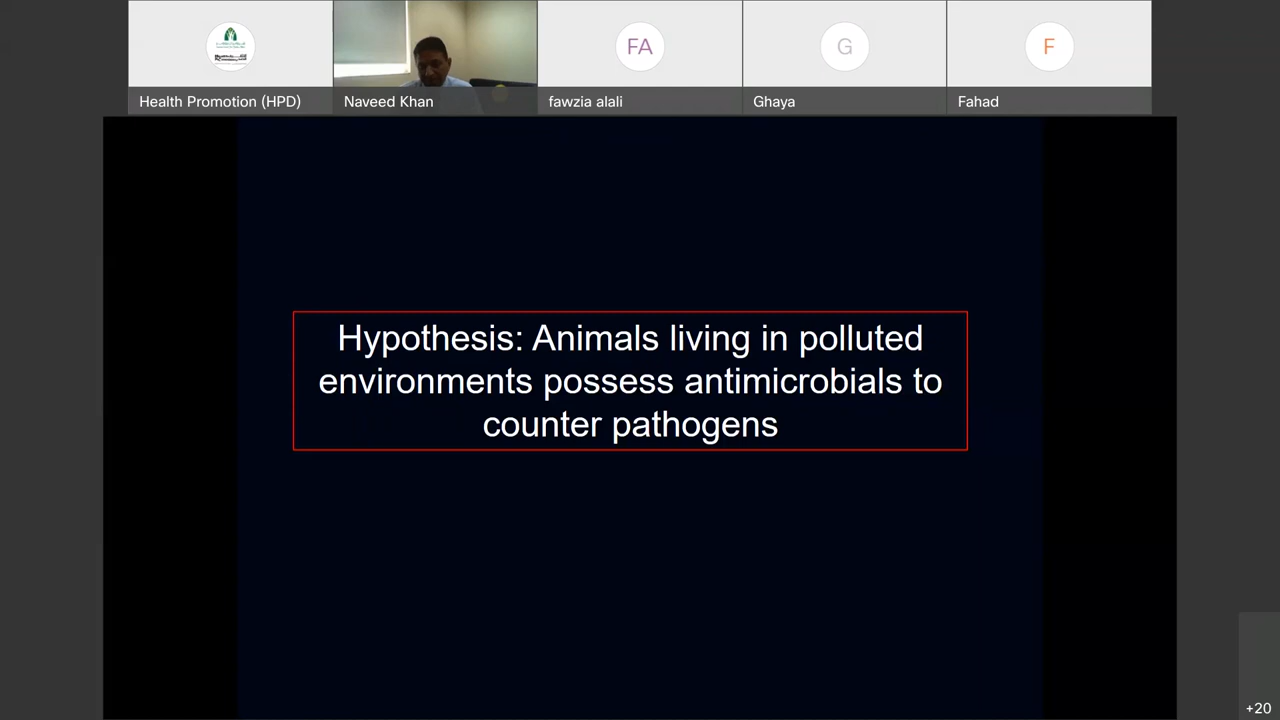 FA
G
F
Health Promotion (HPD)
Naveed Khan
fawzia alali
Ghaya
Fahad
Hypothesis: Animals living in polluted
environments possess antimicrobials to
counter pathogens
+20